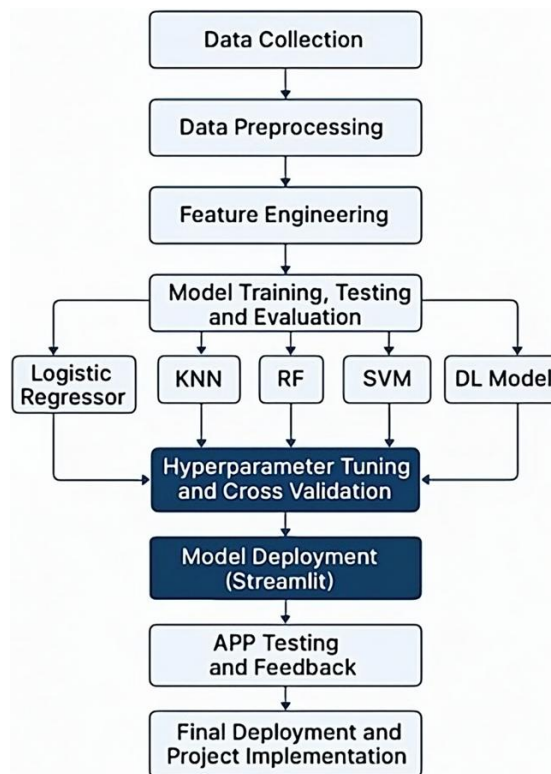 Data Collection
Data Preprocessing
Feature Engineering
Model Training, Testing
and Evaluation
Logistic
Regressor
KNN
RF
SVM
DL Model
Hyperparameter Tuning
and Cross Validation
Model Deployment
(Streamlit)
APP Testing
and Feedback
Final Deployment and
Project Implementation